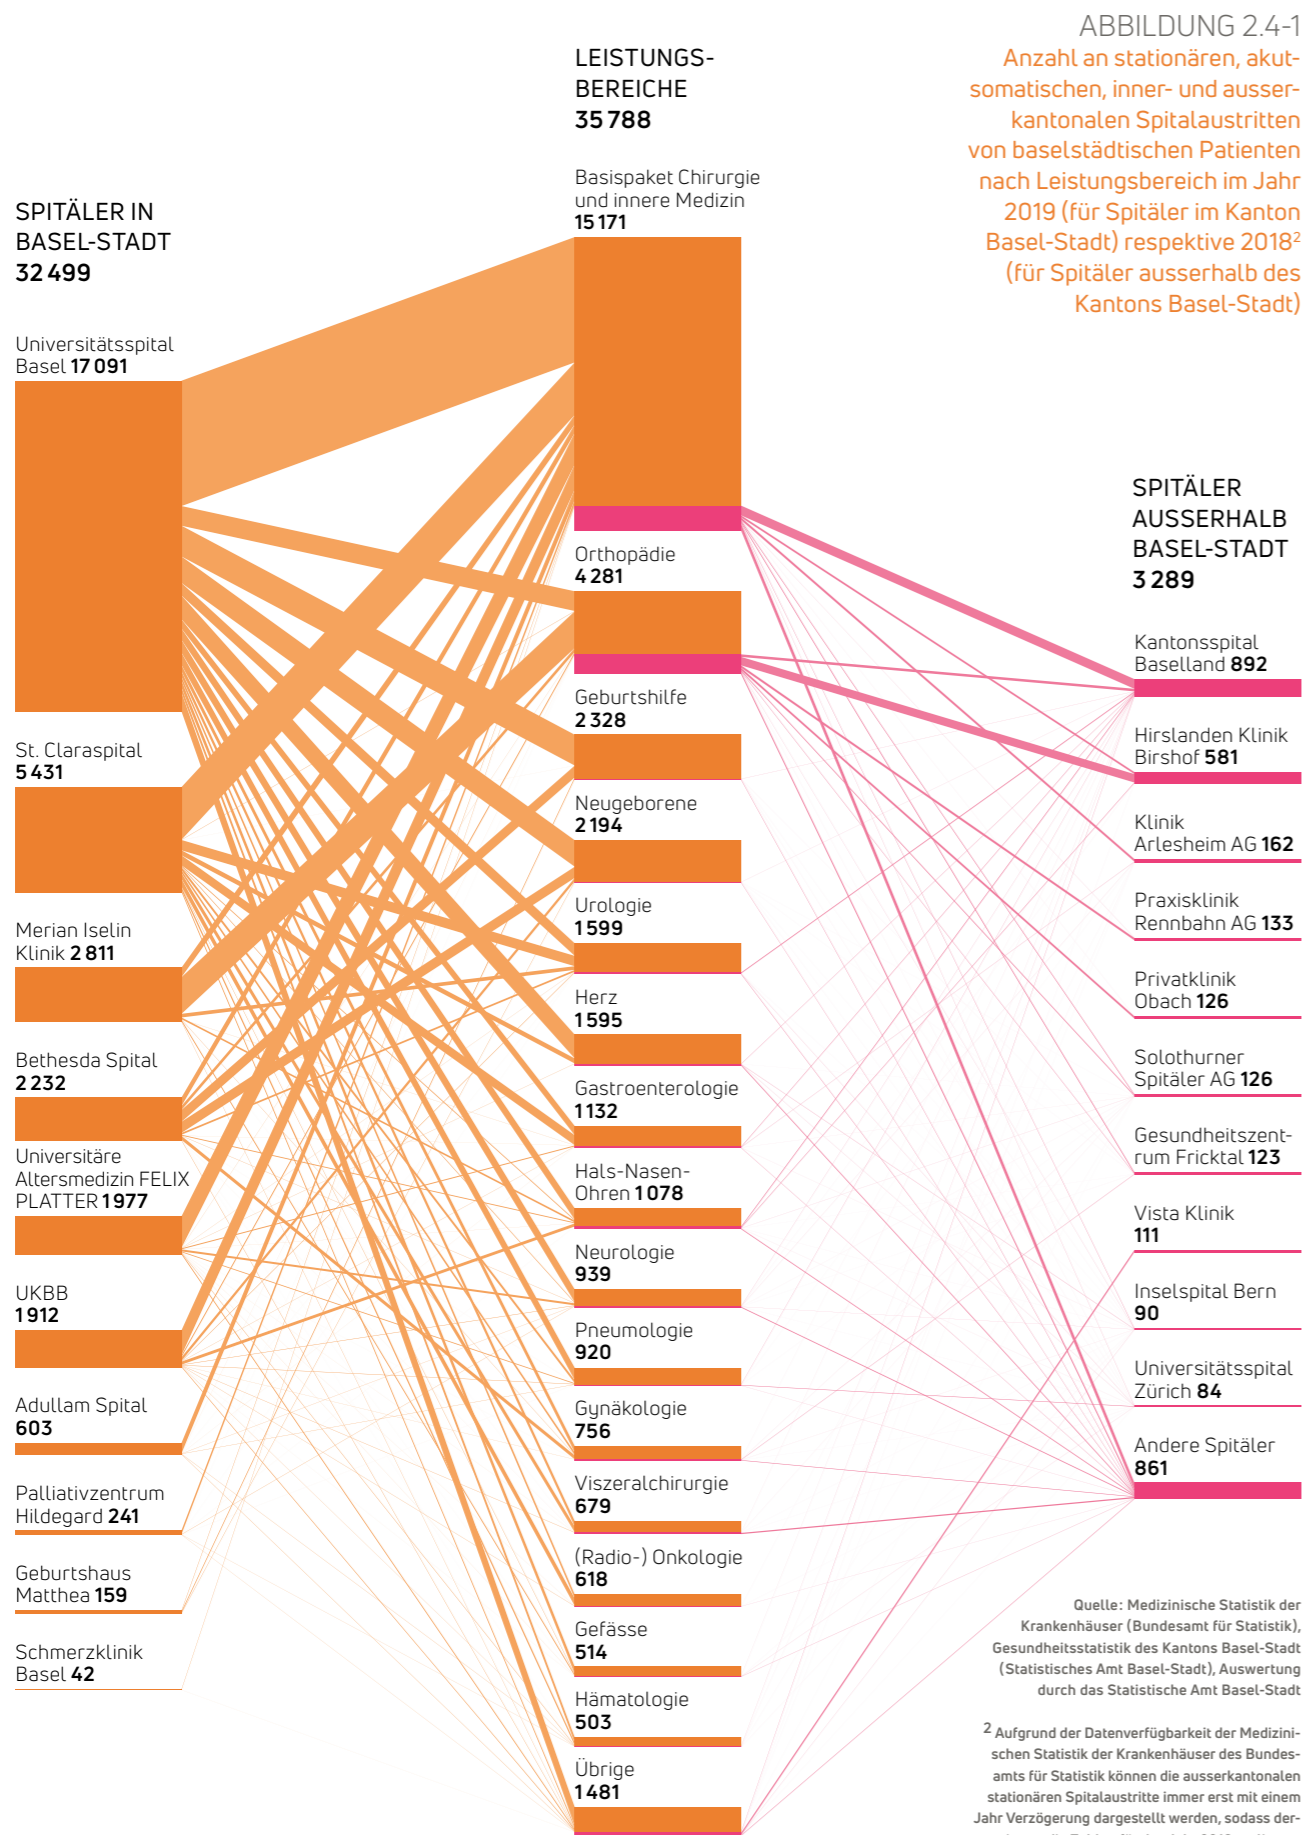 ABBILDUNG 2.4-1
Anzahl an stationären, akut-
somatischen, inner- und ausser-
kantonalen Spitalaustritten
von baselstädtischen Patienten
nach Leistungsbereich im Jahr
2019 (für Spitäler im Kanton
Basel-Stadt) respektive 2018²
(für Spitäler ausserhalb des
Kantons Basel-Stadt)
SPITÄLER IN
BASEL-STADT
32 499
Universitätsspital
Basel 17 091
St. Claraspital
5 431
Merian Iselin
Klinik 2 811
Bethesda Spital
2 232
Universitäre
Altersmedizin FELIX
PLATTER 1 977
UKBB
1 912
Adullam Spital
603
Palliativzentrum
Hildegard 241
Geburtshaus
Matthea 159
Schmerzklinik
Basel 42
LEISTUNGS-
BEREICHE
35 788
Basispaket Chirurgie
und innere Medizin
15 171
Orthopädie
4 281
Geburtshilfe
2 328
Neugeborene
2 194
Urologie
1 599
Herz
1 595
Gastroenterologie
1 132
Hals-Nasen-
Ohren 1 078
Neurologie
939
Pneumologie
920
Gynäkologie
756
Viszeralchirurgie
679
(Radio-) Onkologie
618
Gefässe
514
Hämatologie
503
Übrige
1 481
SPITÄLER
AUSSERHALB
BASEL-STADT
3 289
Kantonsspital
Baselland 892
Hirslanden Klinik
Birshof 581
Klinik
Arlesheim AG 162
Praxisklinik
Rennbahn AG 133
Privatklinik
Obach 126
Solothurner
Spitäler AG 126
Gesundheitszent-
rum Fricktal 123
Vista Klinik
111
Inselspital Bern
90
Universitätsspital
Zürich 84
Andere Spitäler
861
Quelle: Medizinische Statistik der
Krankenhäuser (Bundesamt für Statistik),
Gesundheitsstatistik des Kantons Basel-Stadt
(Statistisches Amt Basel-Stadt), Auswertung
durch das Statistische Amt Basel-Stadt
² Aufgrund der Datenverfügbarkeit der Medizini-
schen Statistik der Krankenhäuser des Bundes-
amts für Statistik können die ausserkantonalen
stationären Spitalaustritte immer erst mit einem
Jahr Verzögerung dargestellt werden, sodass der-